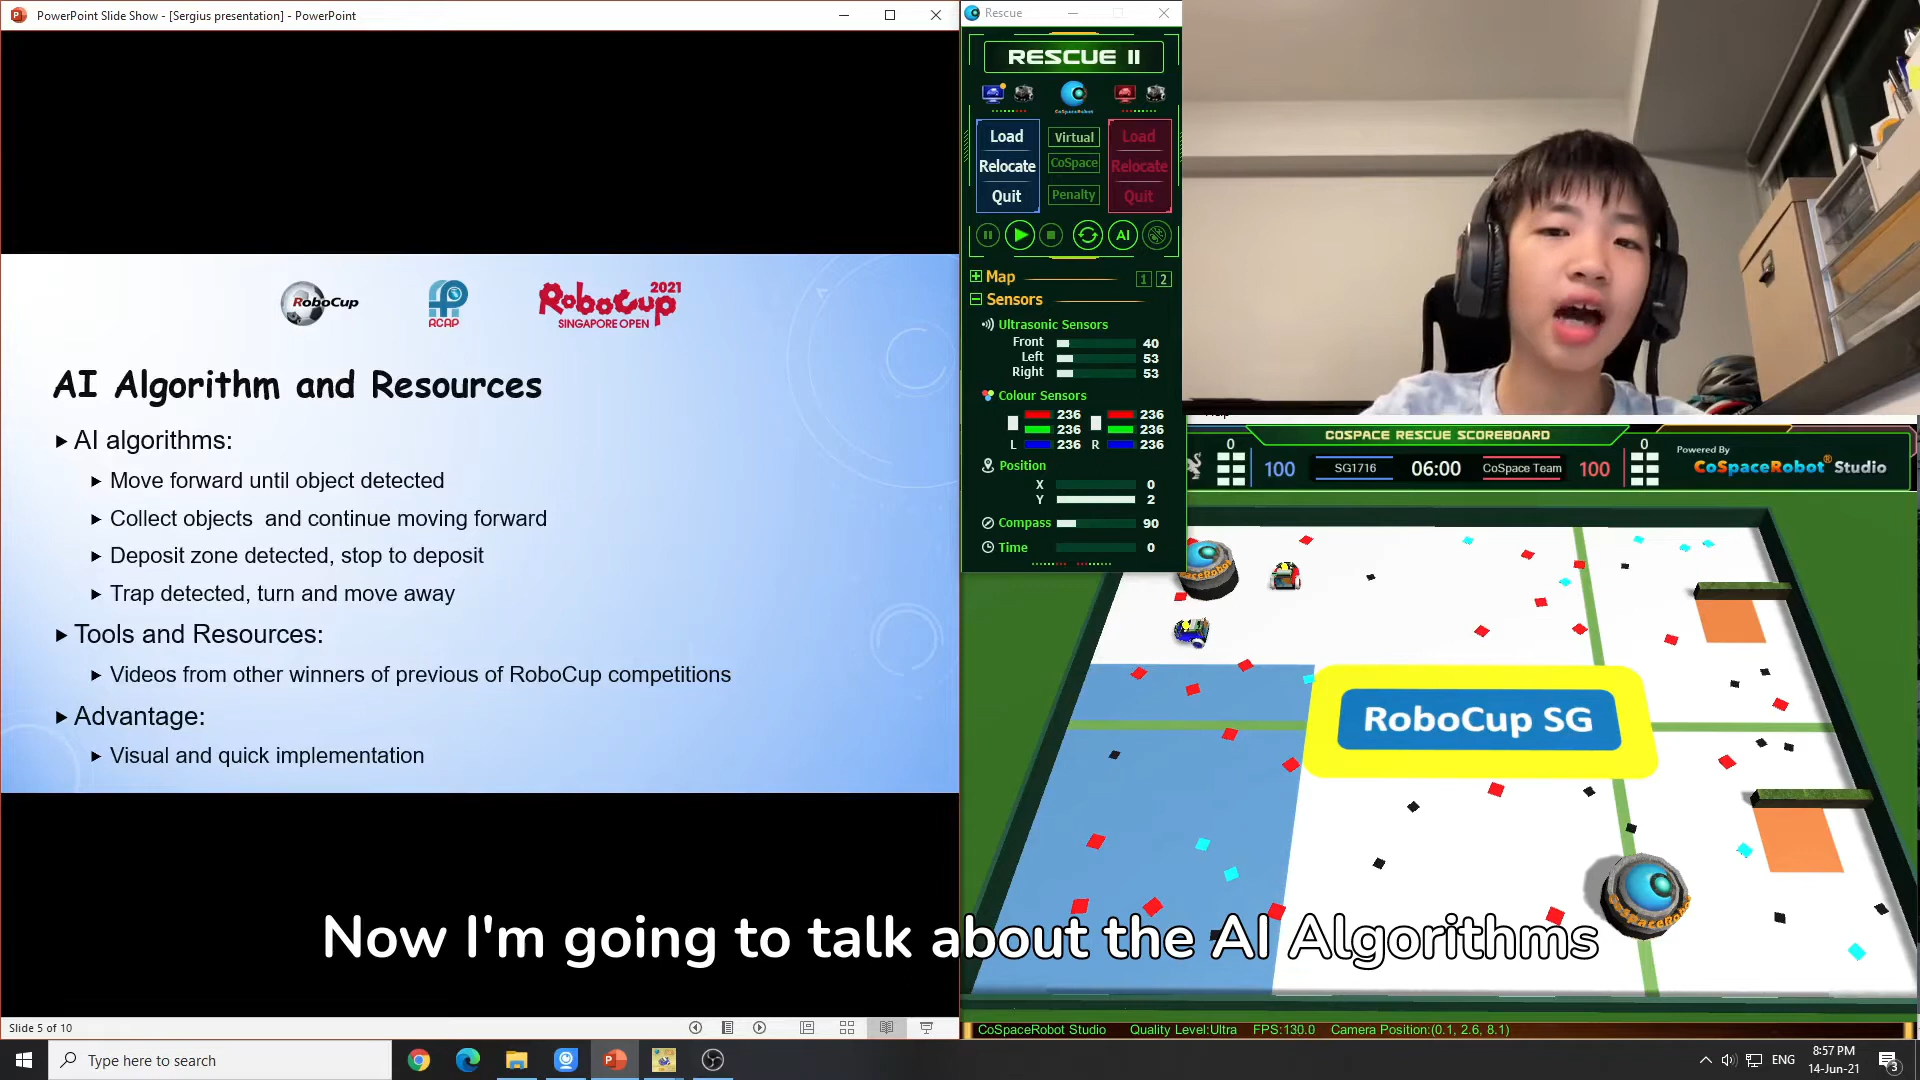 PowerPoint Slide Show - [Sergius presentation] - PowerPoint
RoboCup
RCAP
RoboCup 2021
SINGAPORE OPEN
AI Algorithm and Resources
AI algorithms:
Move forward until object detected
Collect objects and continue moving forward
Deposit zone detected, stop to deposit
Trap detected, turn and move away
Tools and Resources:
Videos from other winners of previous of RoboCup competitions
Advantage:
Visual and quick implementation
Slide 5 of 10
Rescue
RESCUE II
CoSpaceRobot
Load Virtual Load
Relocate CoSpace Relocate
Quit Penalty Quit
AI
Map 1 2
Sensors
Ultrasonic Sensors
Front 40
Left 53
Right 53
Colour Sensors
236 236
236 236
L 236 R 236
Position
X 0
Y 2
Compass 90
Time 0
0 COSPACE RESCUE SCOREBOARD 0
100 SG1716 06:00 CoSpace Team 100
Powered By
CoSpaceRobot® Studio
RoboCup SG
CoSpaceRobot
Now I'm going to talk about the AI Algorithms
CoSpaceRobot Studio Quality Level:Ultra FPS:130.0 Camera Position:(0.1, 2.6, 8.1)
Type here to search
ENG
8:57 PM
14-Jun-21
3